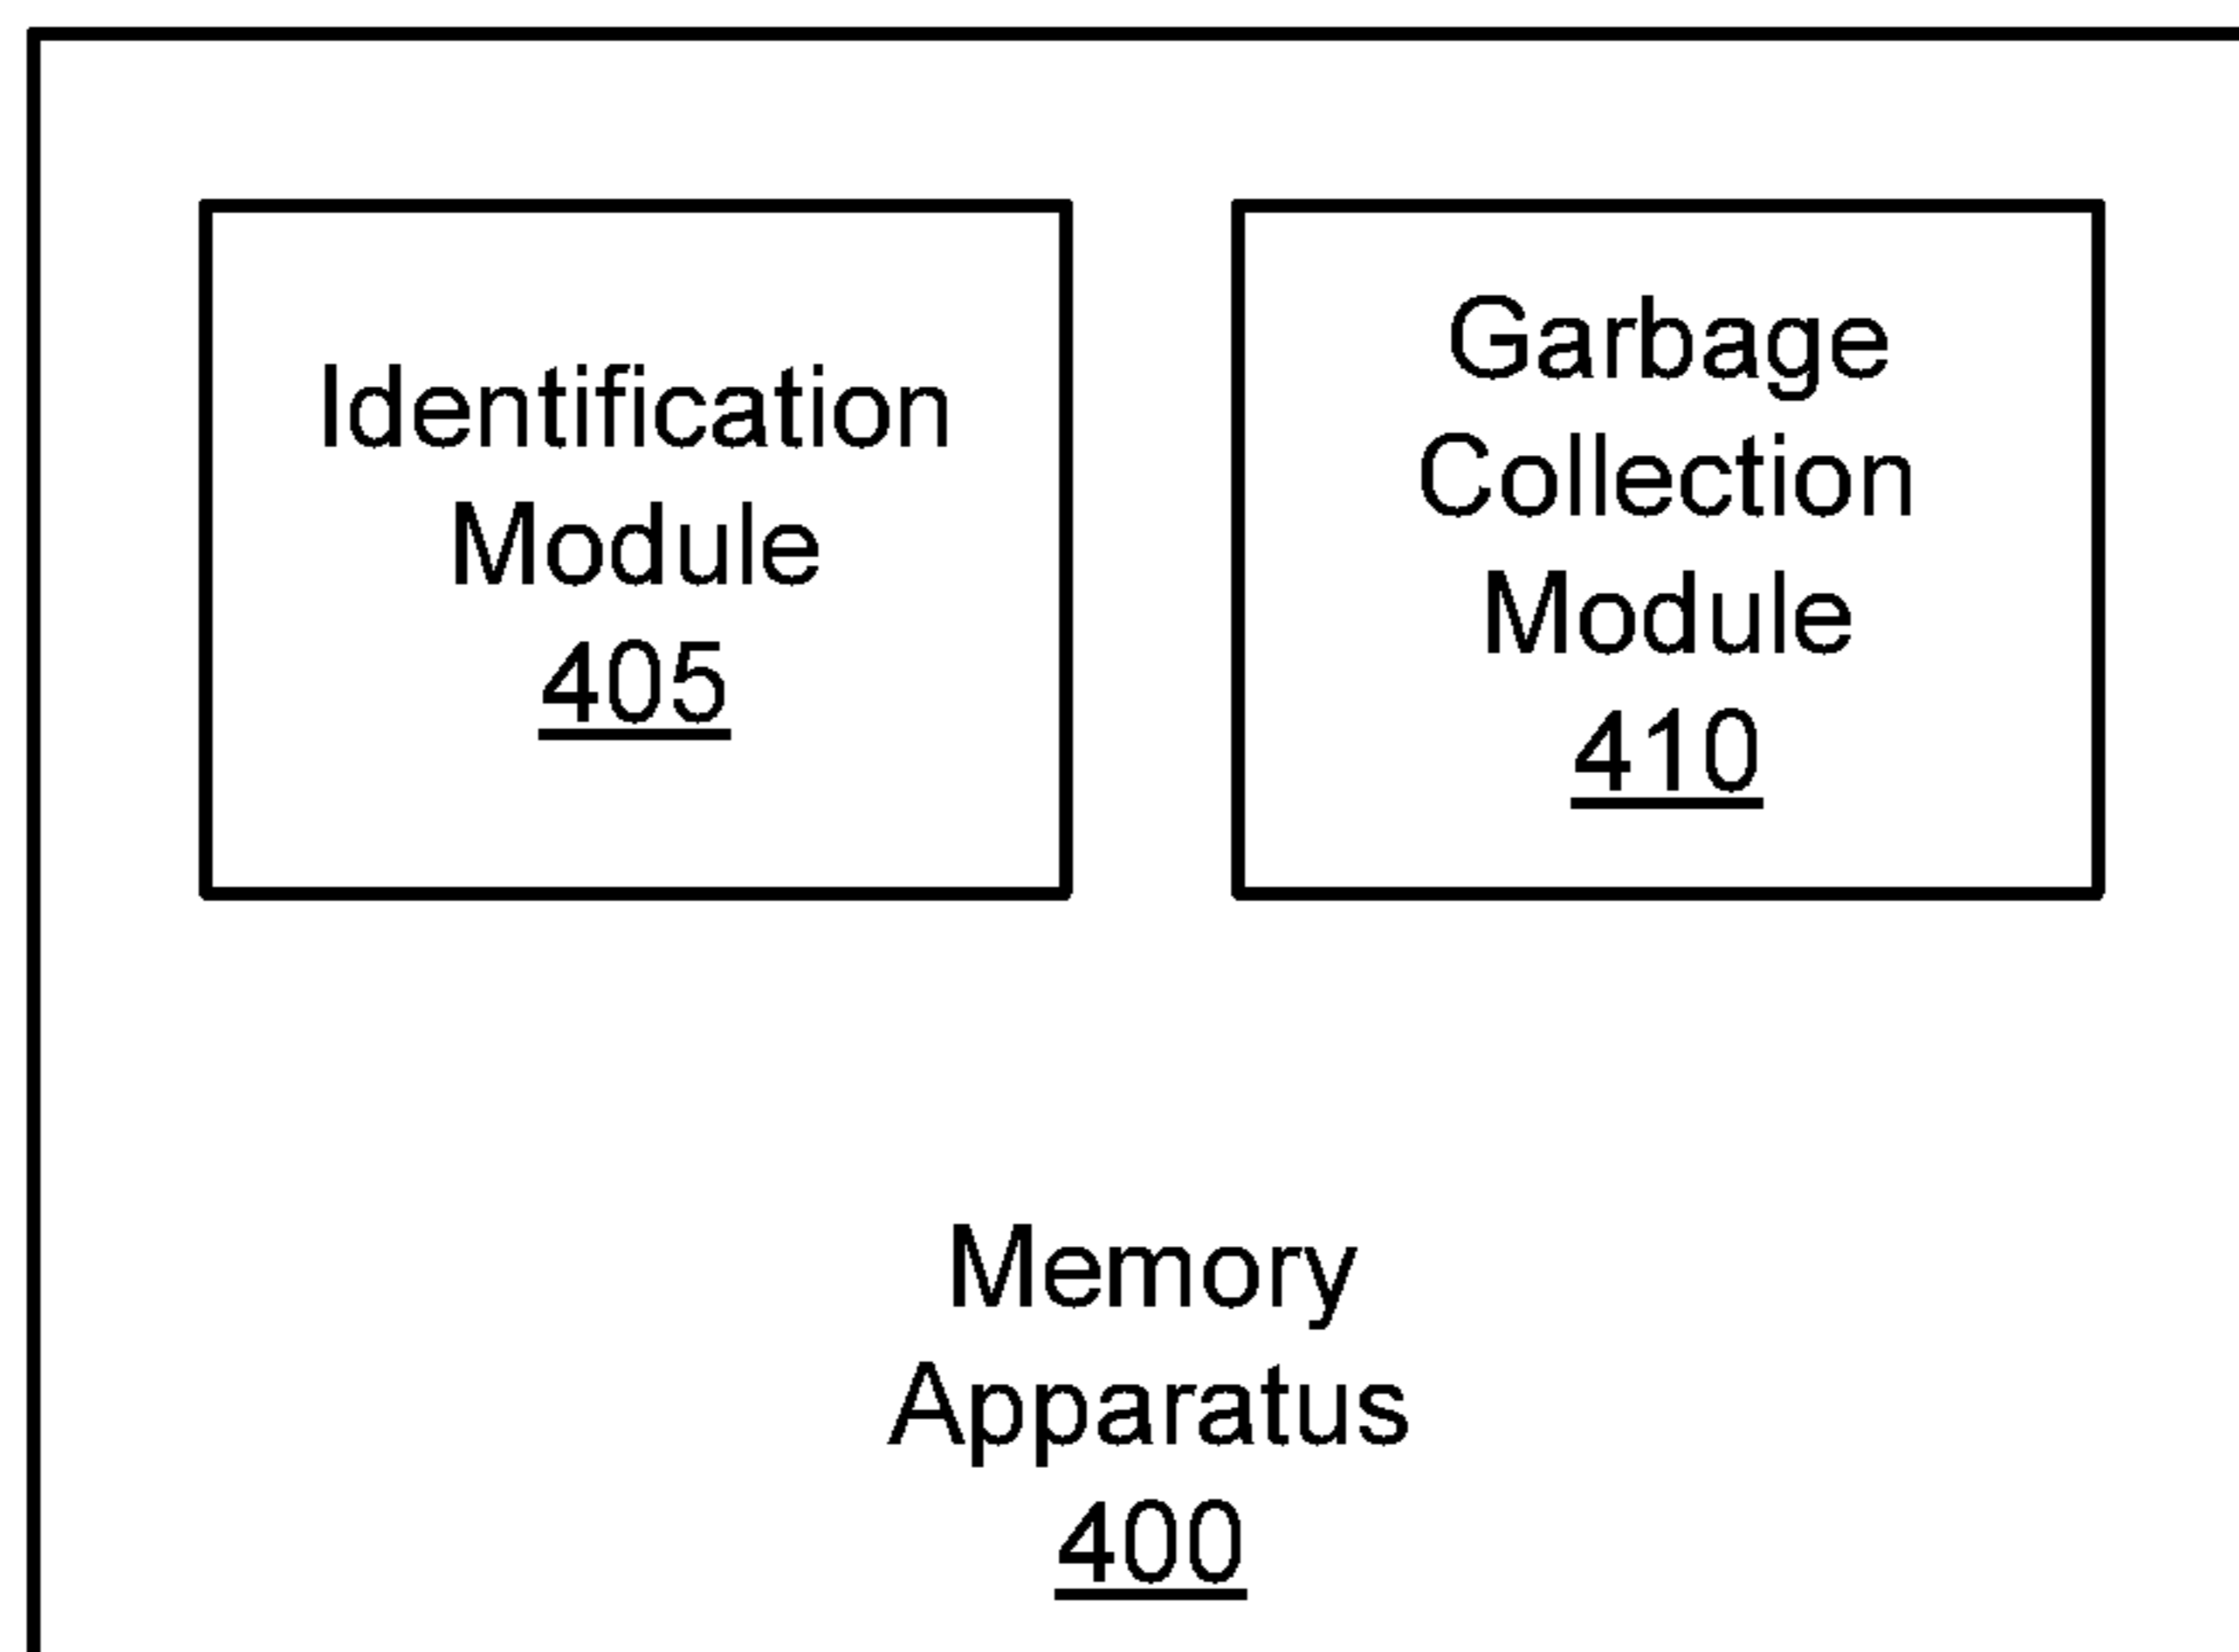 Identification
Module
405
Garbage
Collection
Module
410
Memory
Apparatus
400